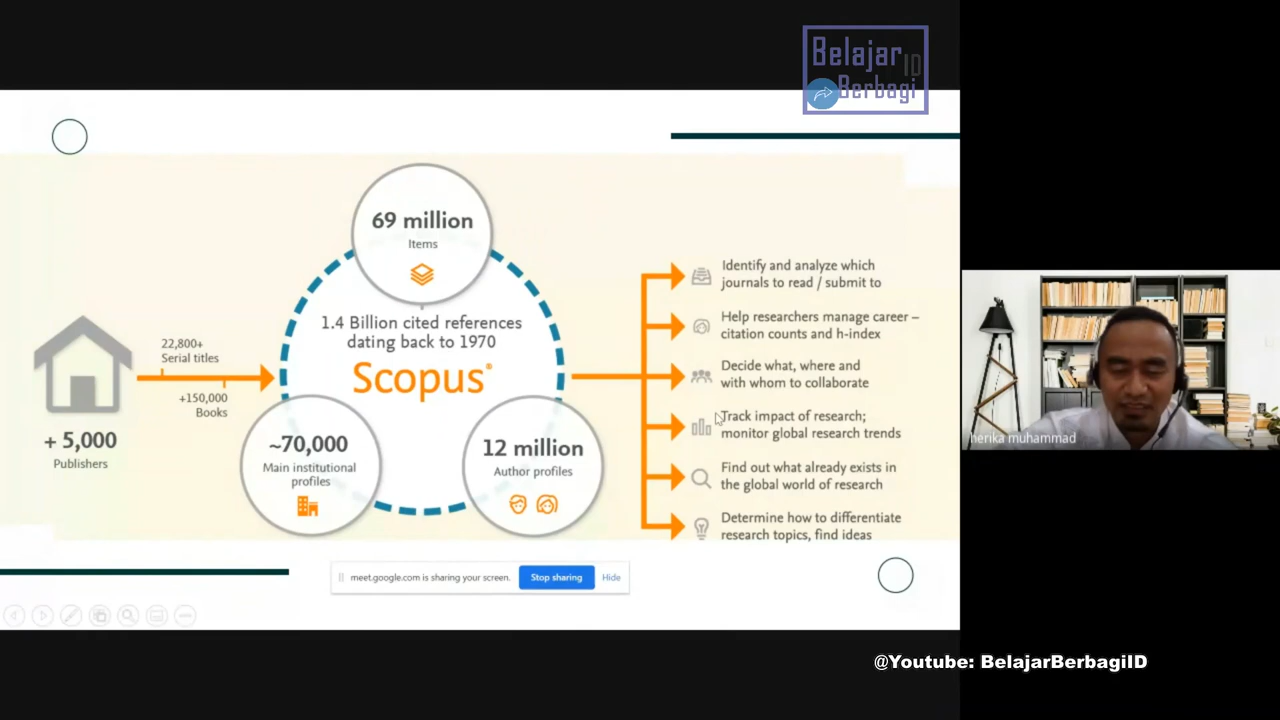 Belajar
ID
Berbagi
69 million
Items
1.4 Billion cited references
dating back to 1970
Scopus®
22,800+
Serial titles
+150,000
Books
+ 5,000
Publishers
~70,000
Main institutional
profiles
12 million
Author profiles
Identify and analyze which
journals to read / submit to
Help researchers manage career –
citation counts and h-index
Decide what, where and
with whom to collaborate
Track impact of research;
monitor global research trends
Find out what already exists in
the global world of research
Determine how to differentiate
research topics, find ideas
herika muhammad
meet.google.com is sharing your screen.
Stop sharing
Hide
@Youtube: BelajarBerbagiID